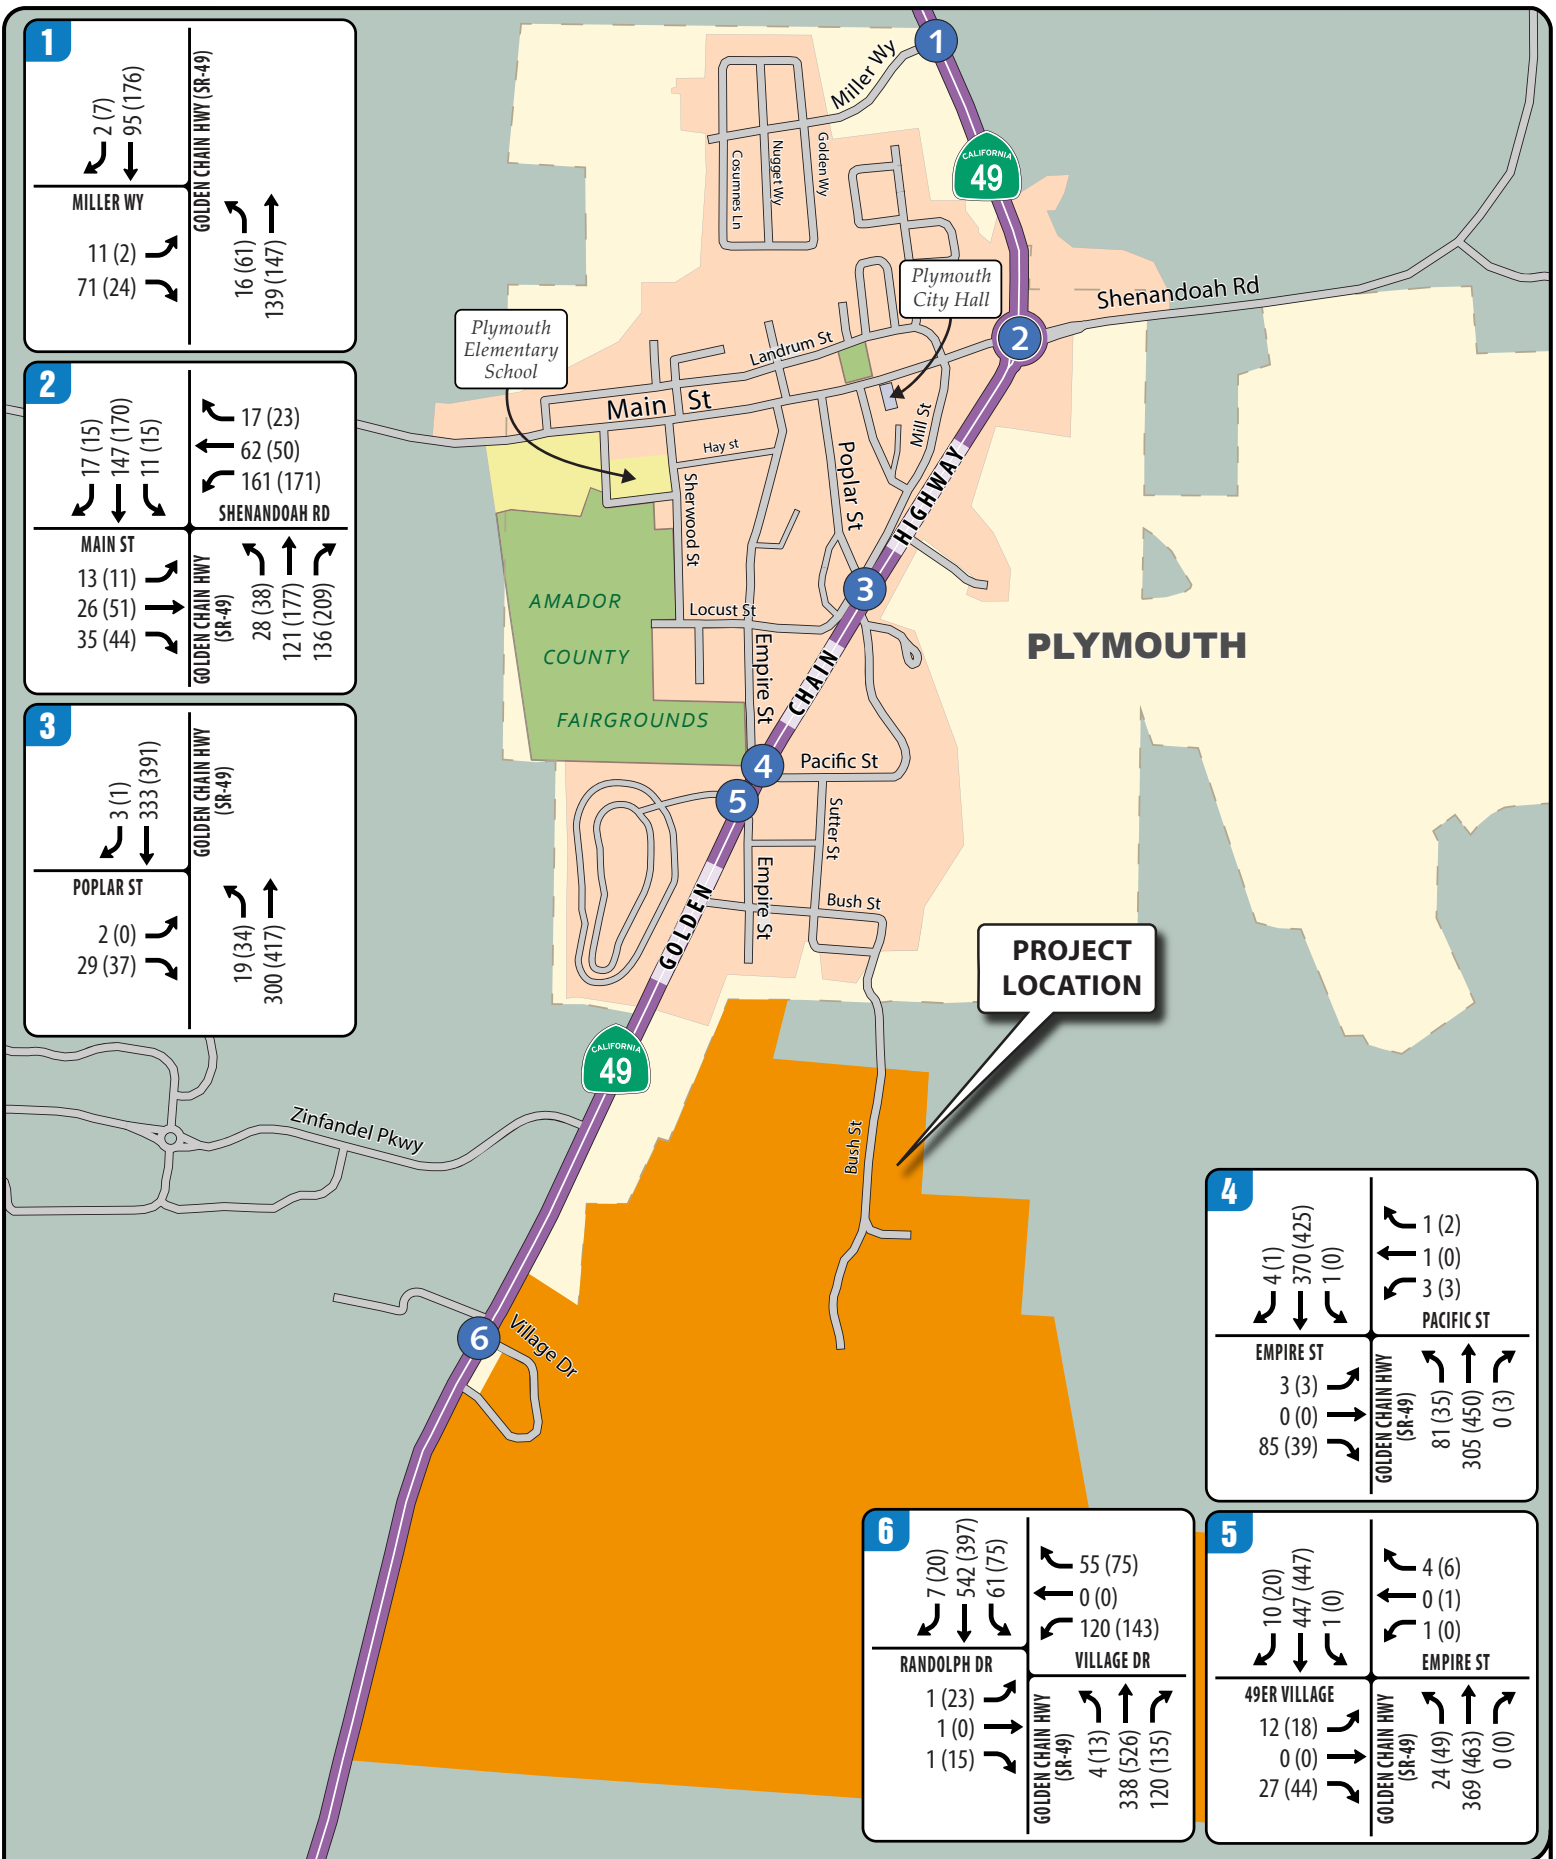 1
2 (7)
95 (176)
GOLDEN CHAIN HWY (SR-49)
MILLER WY
11 (2)
71 (24)
16 (61)
139 (147)
2
17 (15)
147 (170)
11 (15)
17 (23)
62 (50)
161 (171)
SHENANDOAH RD
MAIN ST
13 (11)
26 (51)
35 (44)
GOLDEN CHAIN HWY
(SR-49)
28 (38)
121 (177)
136 (209)
3
3 (1)
333 (391)
GOLDEN CHAIN HWY
(SR-49)
POPLAR ST
2 (0)
29 (37)
19 (34)
300 (417)
1
Miller Wy
Cosumnes Ln
Nugget Wy
Golden Wy
CALIFORNIA
49
Plymouth
City Hall
Shenandoah Rd
2
Plymouth
Elementary
School
Landrum St
Main St
Hay st
Mill St
Poplar St
Sherwood St
HIGHWAY
3
AMADOR
COUNTY
FAIRGROUNDS
Locust St
Empire St
CHAIN
PLYMOUTH
4
Pacific St
5
Sutter St
Empire St
Bush St
GOLDEN
PROJECT
LOCATION
CALIFORNIA
49
Zinfandel Pkwy
Bush St
6
Village Dr
4
4 (1)
370 (425)
1 (0)
1 (2)
1 (0)
3 (3)
PACIFIC ST
EMPIRE ST
3 (3)
0 (0)
85 (39)
GOLDEN CHAIN HWY
(SR-49)
81 (35)
305 (450)
0 (3)
6
7 (20)
542 (397)
61 (75)
55 (75)
0 (0)
120 (143)
VILLAGE DR
RANDOLPH DR
1 (23)
1 (0)
1 (15)
GOLDEN CHAIN HWY
(SR-49)
4 (13)
338 (526)
120 (135)
5
10 (20)
447 (447)
1 (0)
4 (6)
0 (1)
1 (0)
EMPIRE ST
49ER VILLAGE
12 (18)
0 (0)
27 (44)
GOLDEN CHAIN HWY
(SR-49)
24 (49)
369 (463)
0 (0)